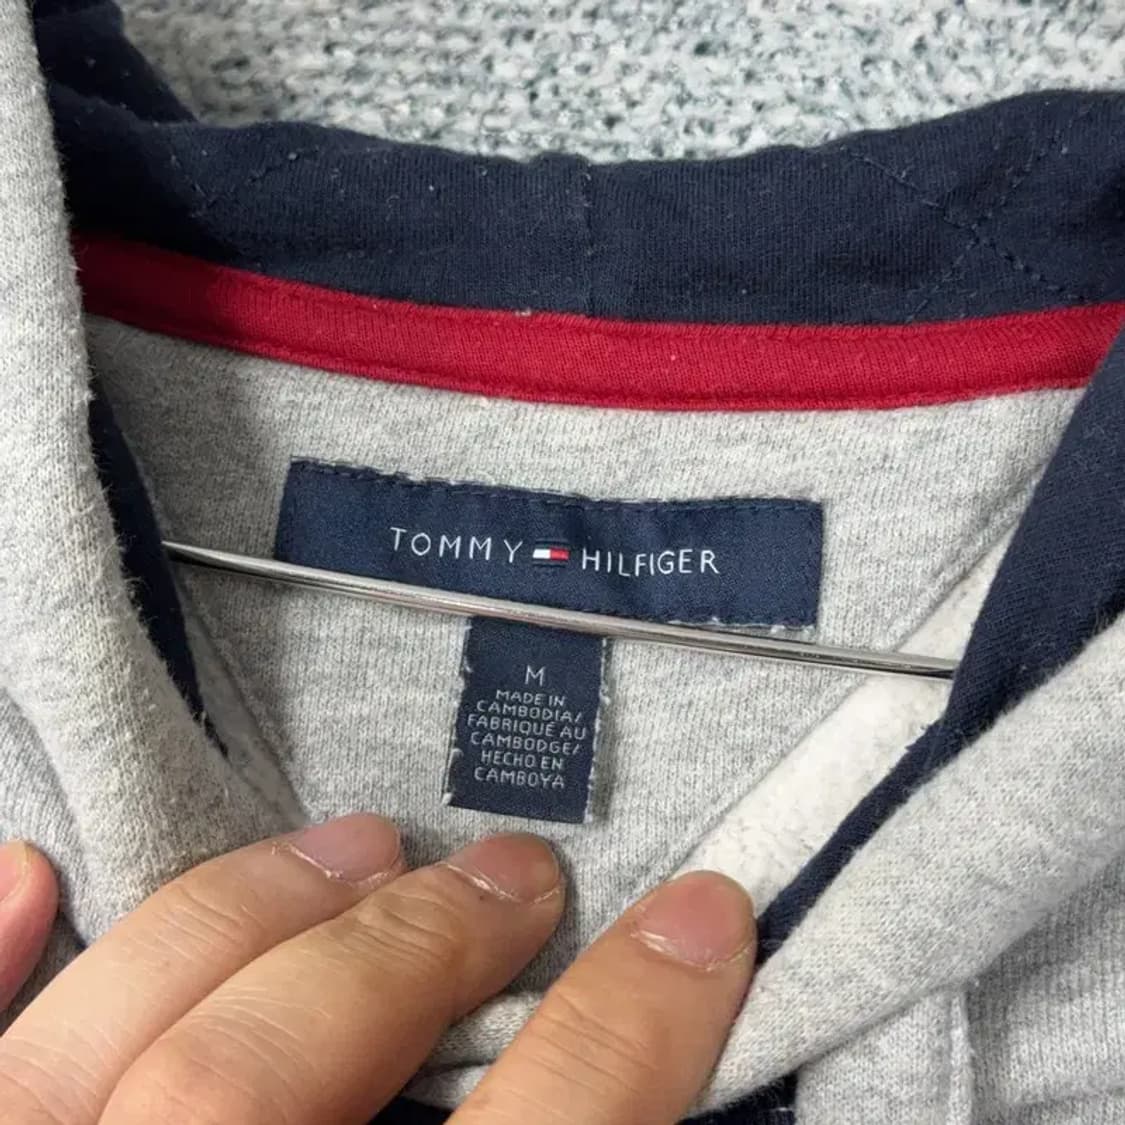 TOMMY HILFIGER
M
MADE IN
CAMBODIA/
FABRIQUÉ AU
CAMBODGE/
HECHO EN
CAMBOYA